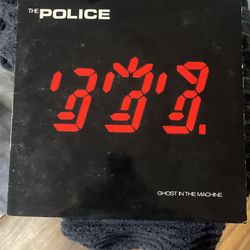 THE POLICE
GHOST IN THE MACHINE